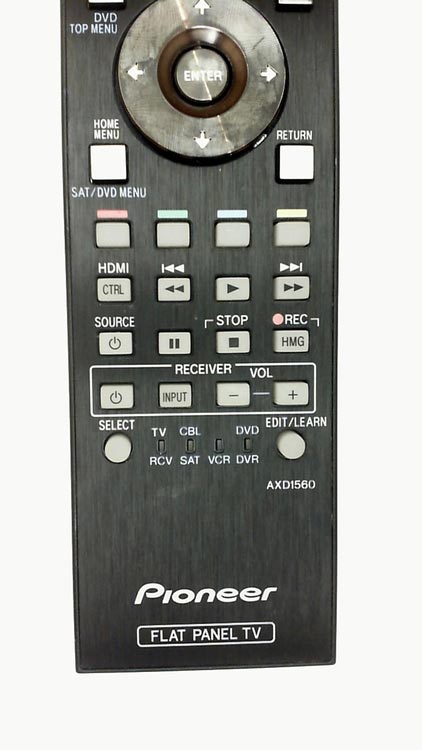 DVD
TOP MENU
ENTER
HOME
MENU
RETURN
SAT/DVD MENU
HDMI
CTRL
SOURCE
STOP
REC
HMG
RECEIVER
VOL
INPUT
− +
SELECT
EDIT/LEARN
TV CBL DVD
RCV SAT VCR DVR
AXD1560
Pioneer
FLAT PANEL TV